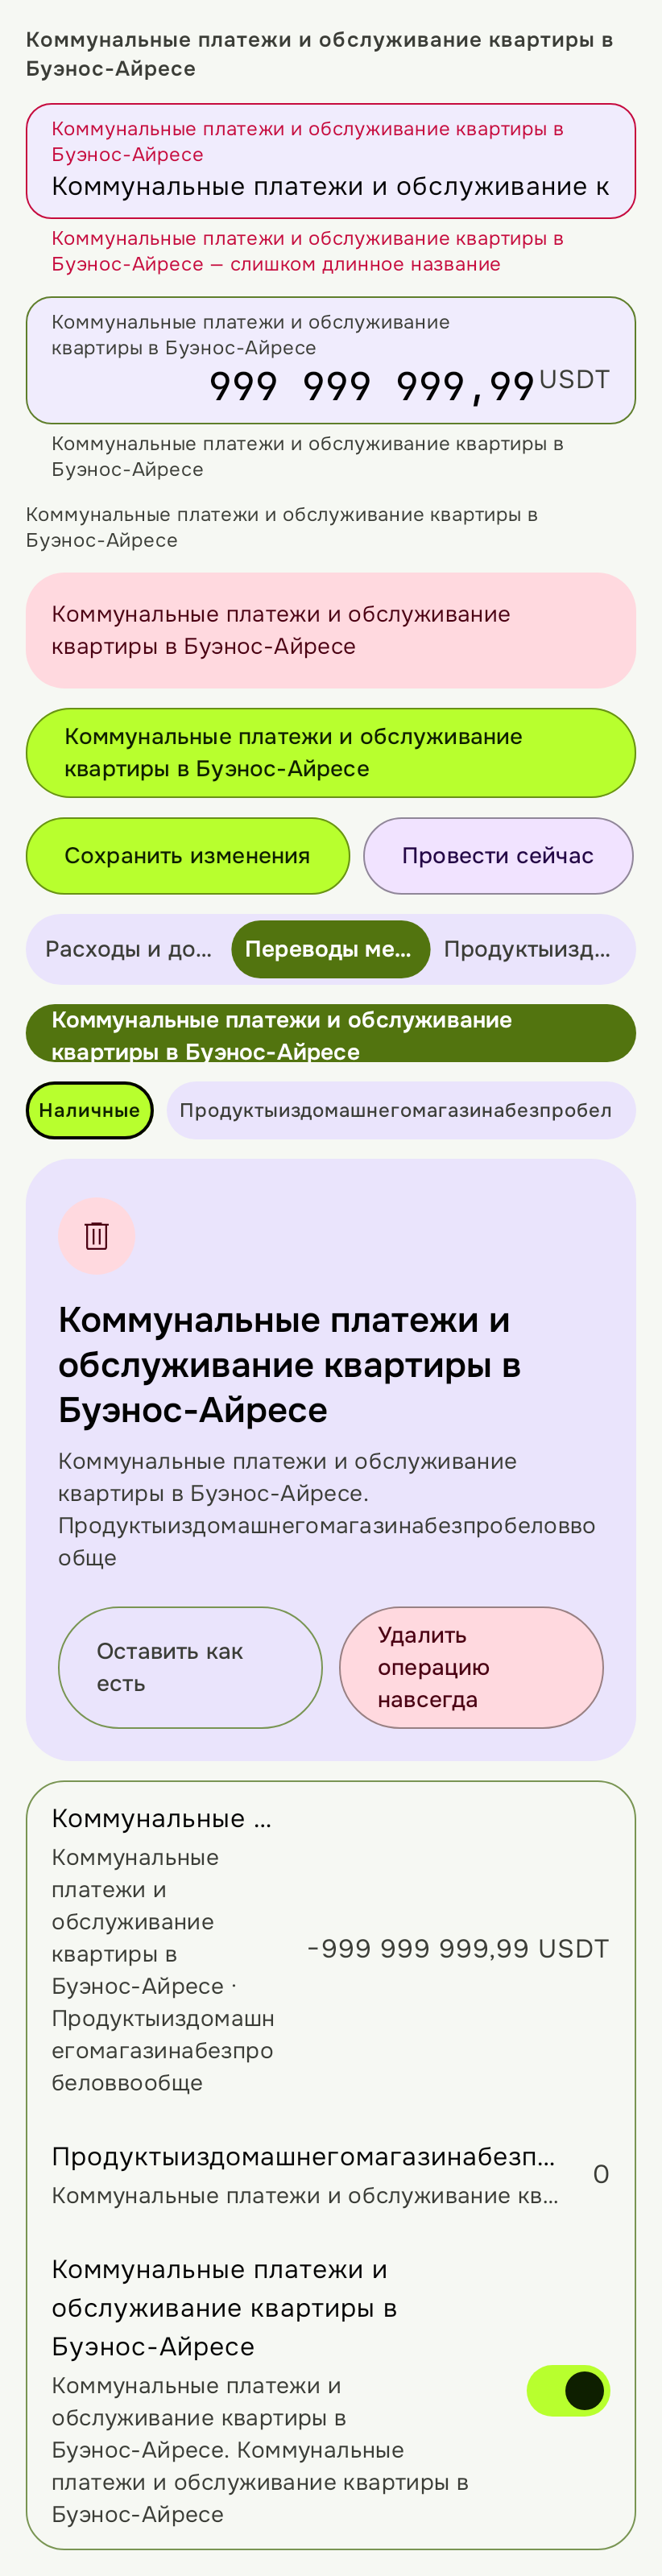 Коммунальные платежи и обслуживание квартиры в
Буэнос-Айресе
Коммунальные платежи и обслуживание квартиры в
Буэнос-Айресе
Коммунальные платежи и обслуживание к
Коммунальные платежи и обслуживание квартиры в
Буэнос-Айресе — слишком длинное название
Коммунальные платежи и обслуживание
квартиры в Буэнос-Айресе
999 999 999,99 USDT
Коммунальные платежи и обслуживание квартиры в
Буэнос-Айресе
Коммунальные платежи и обслуживание квартиры в
Буэнос-Айресе
Коммунальные платежи и обслуживание
квартиры в Буэнос-Айресе
Коммунальные платежи и обслуживание
квартиры в Буэнос-Айресе
Сохранить изменения
Провести сейчас
Расходы и до...
Переводы ме...
Продуктыизд...
Коммунальные платежи и обслуживание
квартиры в Буэнос-Айресе
Наличные
Продуктыиздомашнегомагазинабезпробел
Коммунальные платежи и
обслуживание квартиры в
Буэнос-Айресе
Коммунальные платежи и обслуживание
квартиры в Буэнос-Айресе.
Продуктыиздомашнегомагазинабезпробеловво
обще
Оставить как
есть
Удалить
операцию
навсегда
Коммунальные ...
Коммунальные
платежи и
обслуживание
квартиры в
Буэнос-Айресе ·
Продуктыиздомашн
егомагазинабезпро
беловвообще
-999 999 999,99 USDT
Продуктыиздомашнегомагазинабезп...
Коммунальные платежи и обслуживание кв...
0
Коммунальные платежи и
обслуживание квартиры в
Буэнос-Айресе
Коммунальные платежи и
обслуживание квартиры в
Буэнос-Айресе. Коммунальные
платежи и обслуживание квартиры в
Буэнос-Айресе